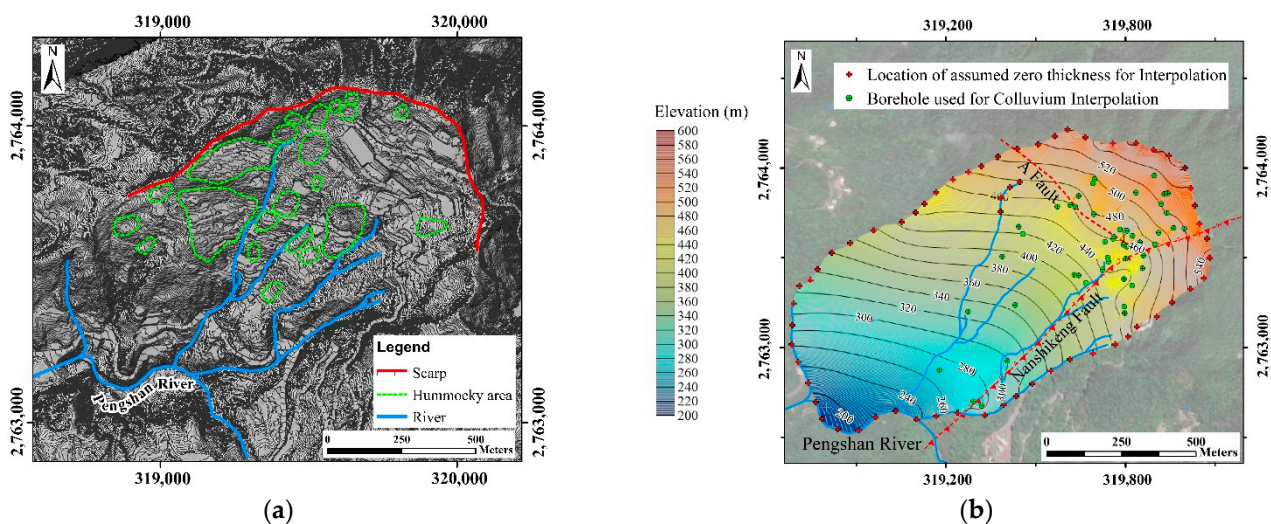 319,000
320,000
N
2,764,000
2,763,000
2,764,000
2,763,000
Pengshan River
Legend
Scarp
Hummocky area
River
0 250 500
Meters
319,000
320,000
(a)
Elevation (m)
600
580
560
540
520
500
480
460
440
420
400
380
360
340
320
300
280
260
240
220
200
319,200
319,800
N
Location of assumed zero thickness for Interpolation
Borehole used for Colluvium Interpolation
2,764,000
2,763,000
2,764,000
2,763,000
A Fault
520
500
480
460
540
440
420
400
380
360
340
320
300
280
260
240
300
200
Nanshikeng Fault
Pengshan River
0 250 500
Meters
319,200
319,800
(b)